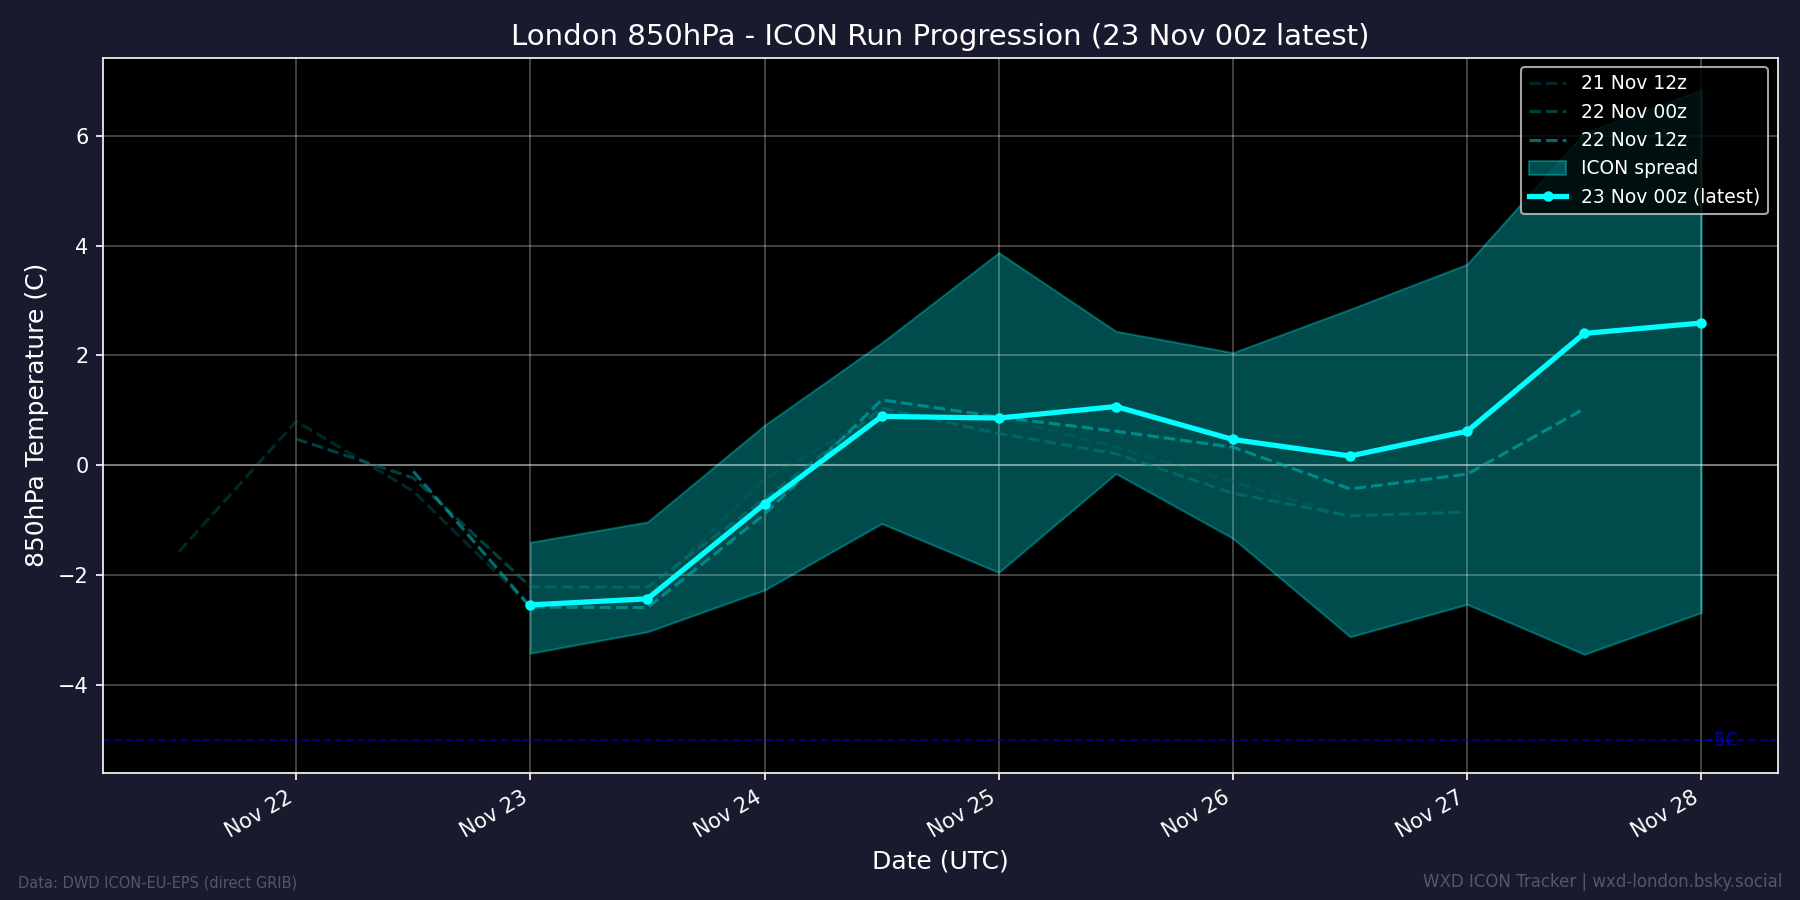 London 850hPa - ICON Run Progression (23 Nov 00z latest)
21 Nov 12z
22 Nov 00z
22 Nov 12z
ICON spread
23 Nov 00z (latest)
850hPa Temperature (C)
6
4
2
0
−2
−4
-5C
Nov 22
Nov 23
Nov 24
Nov 25
Nov 26
Nov 27
Nov 28
Date (UTC)
Data: DWD ICON-EU-EPS (direct GRIB)
WXD ICON Tracker | wxd-london.bsky.social